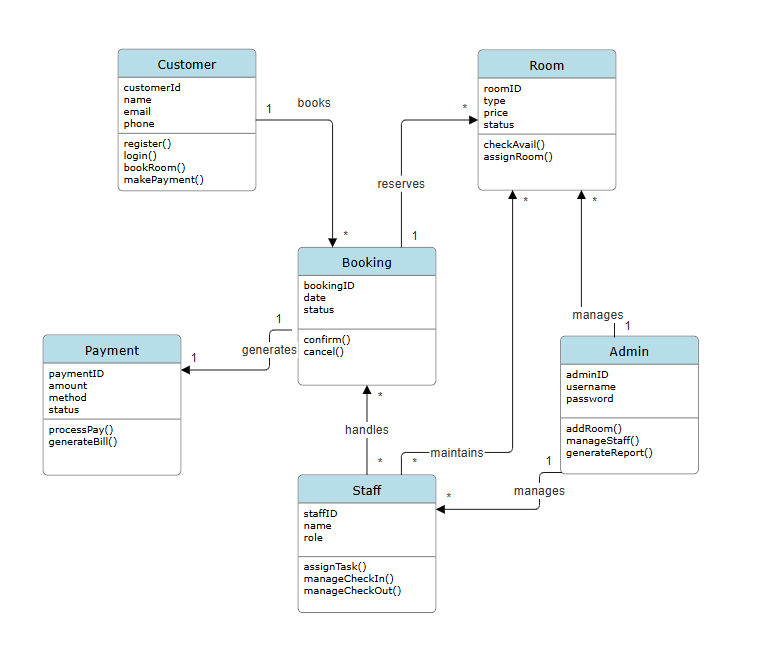 Customer
customerId
name
email
phone
register()
login()
bookRoom()
makePayment()
1
books
*
Room
roomID
type
price
status
checkAvail()
assignRoom()
*
reserves
1
Booking
bookingID
date
status
confirm()
cancel()
1
generates
1
Payment
paymentID
amount
method
status
processPay()
generateBill()
*
handles
*
*
maintains
*
*
manages
1
Admin
adminID
username
password
addRoom()
manageStaff()
generateReport()
1
manages
*
Staff
staffID
name
role
assignTask()
manageCheckIn()
manageCheckOut()